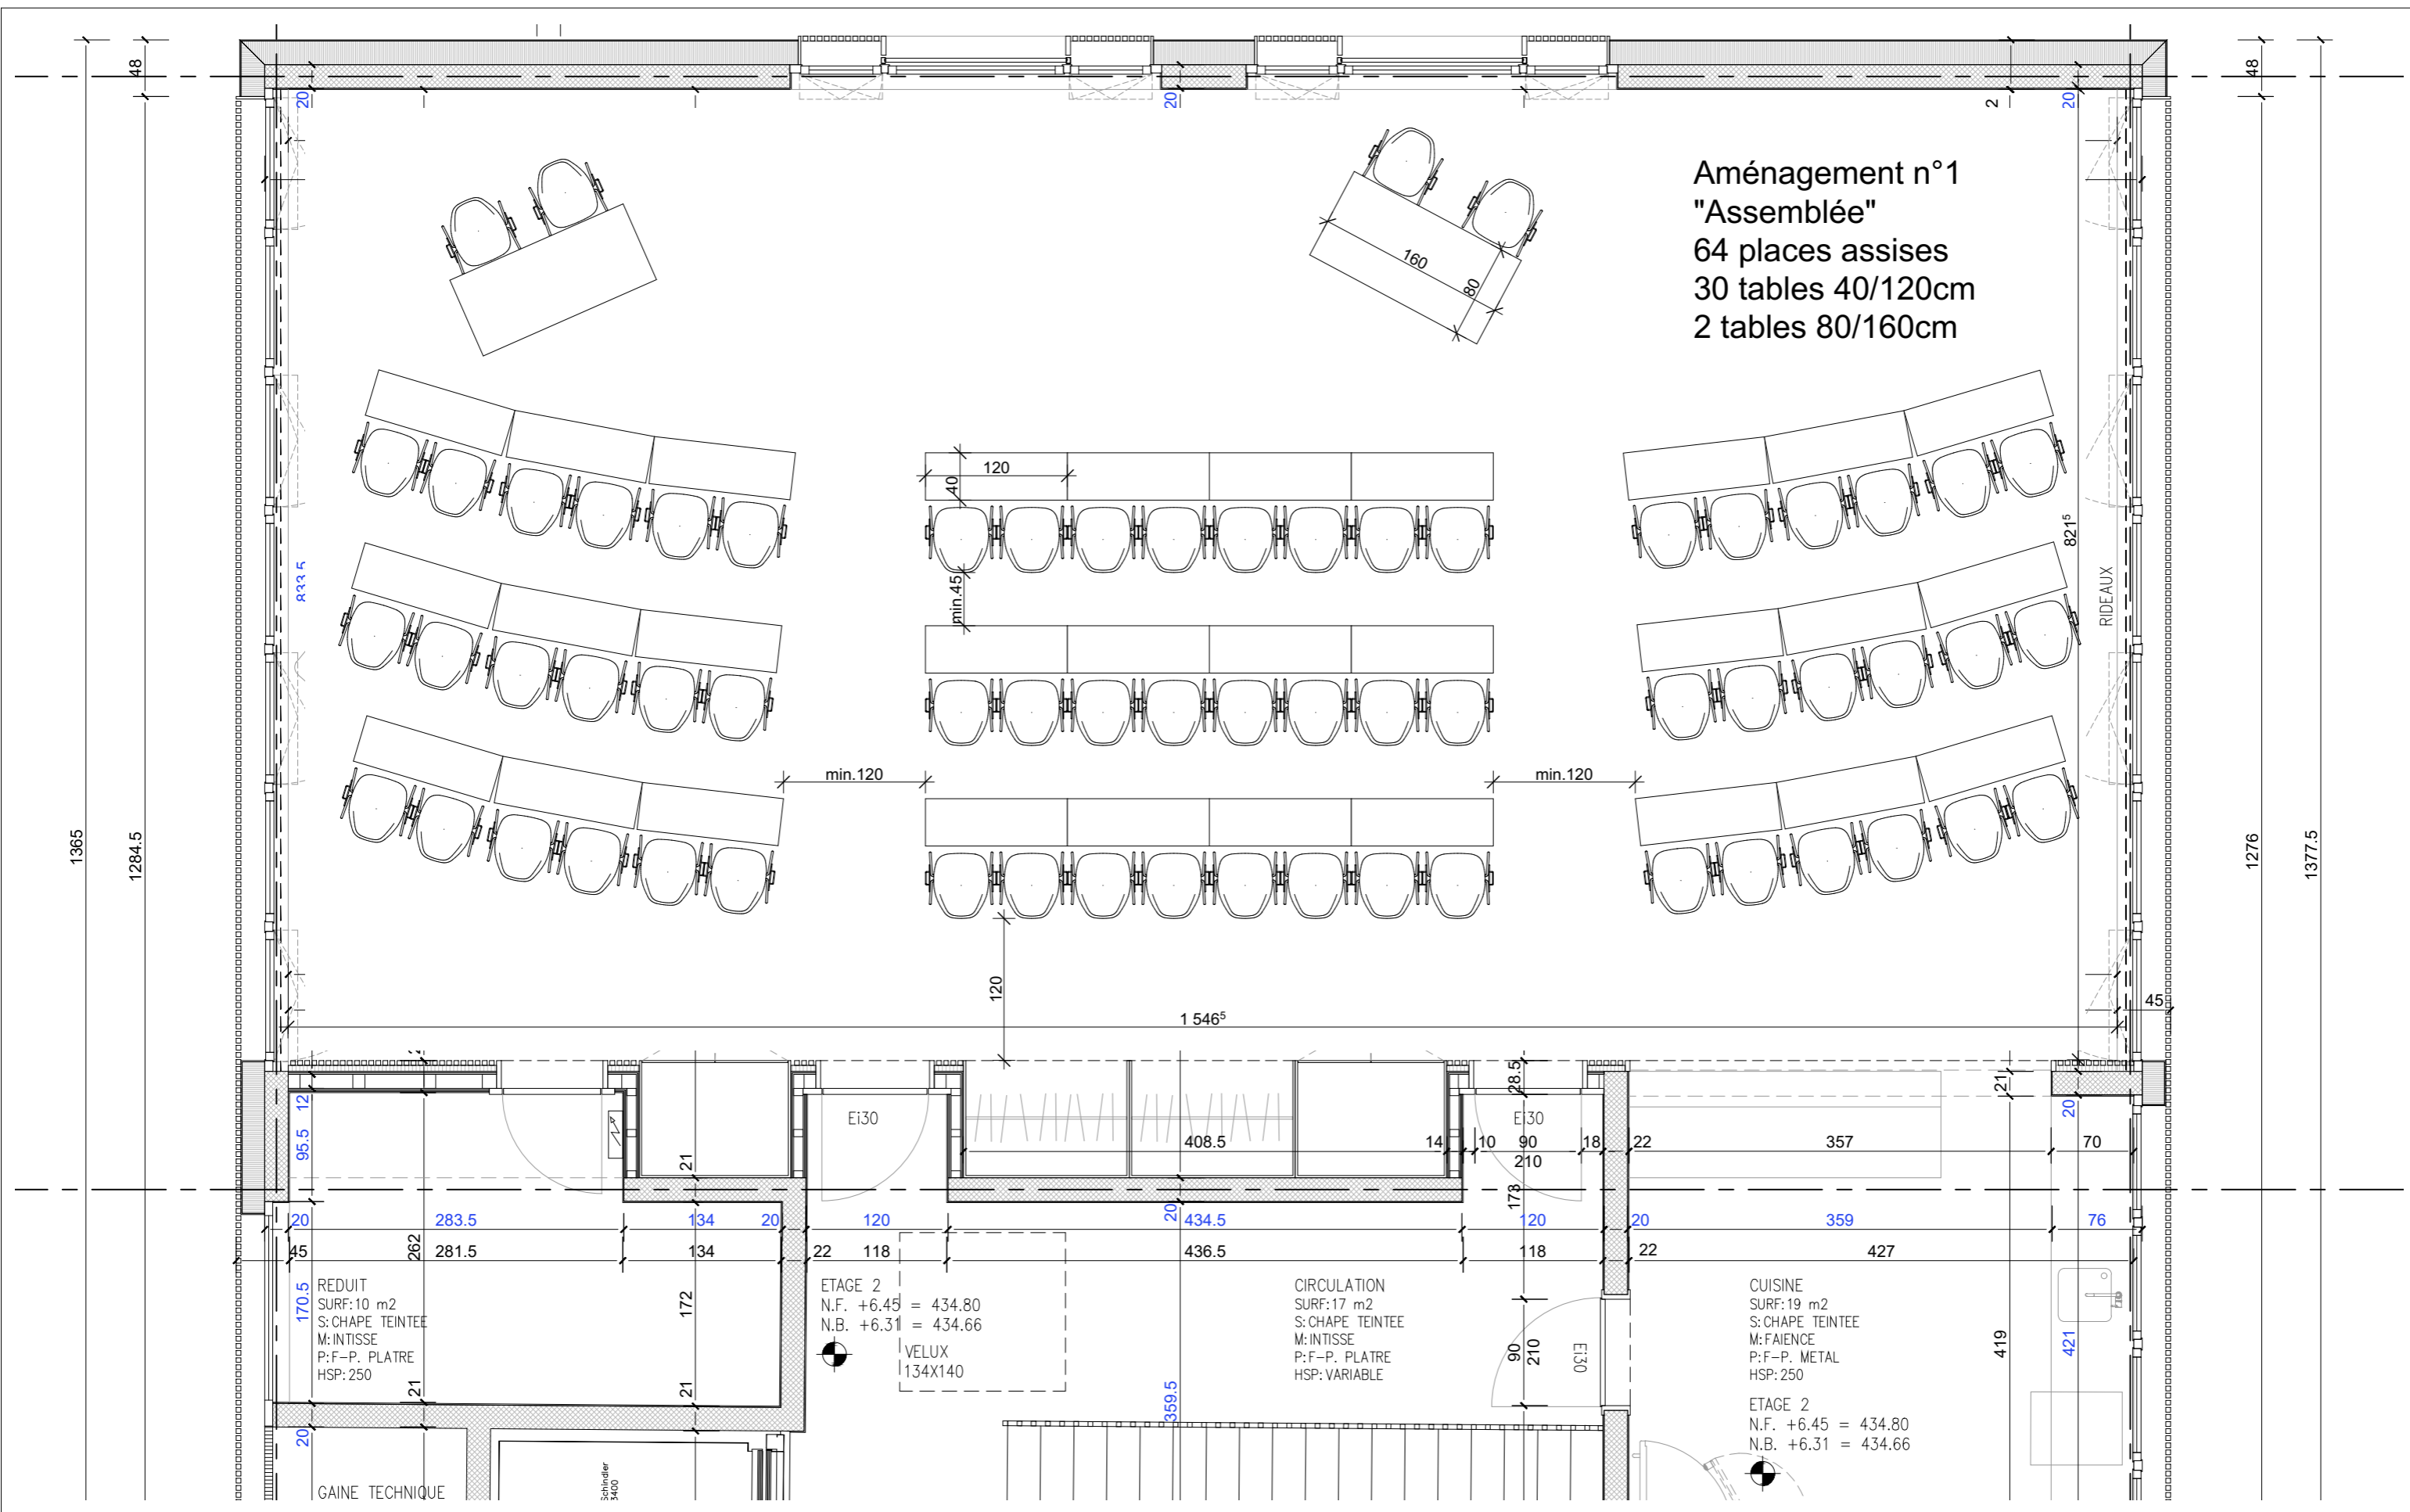 48
20
20
2
20
48
Aménagement n°1
"Assemblée"
64 places assises
30 tables 40/120cm
2 tables 80/160cm
160
80
120
40
821⁵
833.5
min.45
RIDEAUX
min.120
min.120
1365
1284.5
1276
1377.5
120
45
1 546⁵
28.5
21
12
Ei30
Ei30
20
95.5
21
408.5
14
10
90
18
22
357
70
210
178
20
283.5
134
20
120
20
434.5
120
20
359
76
45
281.5
262
134
22
118
436.5
118
22
427
REDUIT
SURF:10 m2
S:CHAPE TEINTEE
M:INTISSE
P:F-P. PLATRE
HSP:250
170.5
172
ETAGE 2
N.F. +6.45 = 434.80
N.B. +6.31 = 434.66
VELUX
134X140
CIRCULATION
SURF:17 m2
S:CHAPE TEINTEE
M:INTISSE
P:F-P. PLATRE
HSP:VARIABLE
90
210
Ei30
CUISINE
SURF:19 m2
S:CHAPE TEINTEE
M:FAIENCE
P:F-P. METAL
HSP:250
419
421
21
21
359.5
ETAGE 2
N.F. +6.45 = 434.80
N.B. +6.31 = 434.66
20
GAINE TECHNIQUE
Schindler
3400